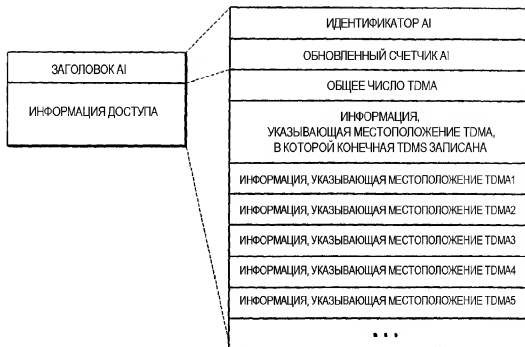 ЗАГОЛОВОК AI
ИНФОРМАЦИЯ ДОСТУПА
ИДЕНТИФИКАТОР AI
ОБНОВЛЕННЫЙ СЧЕТЧИК AI
ОБЩЕЕ ЧИСЛО TDMA
ИНФОРМАЦИЯ,
УКАЗЫВАЮЩАЯ МЕСТОПОЛОЖЕНИЕ TDMA,
В КОТОРОЙ КОНЕЧНАЯ TDMS ЗАПИСАНА
ИНФОРМАЦИЯ, УКАЗЫВАЮЩАЯ МЕСТОПОЛОЖЕНИЕ TDMA1
ИНФОРМАЦИЯ, УКАЗЫВАЮЩАЯ МЕСТОПОЛОЖЕНИЕ TDMA2
ИНФОРМАЦИЯ, УКАЗЫВАЮЩАЯ МЕСТОПОЛОЖЕНИЕ TDMA3
ИНФОРМАЦИЯ, УКАЗЫВАЮЩАЯ МЕСТОПОЛОЖЕНИЕ TDMA4
ИНФОРМАЦИЯ, УКАЗЫВАЮЩАЯ МЕСТОПОЛОЖЕНИЕ TDMA5
...